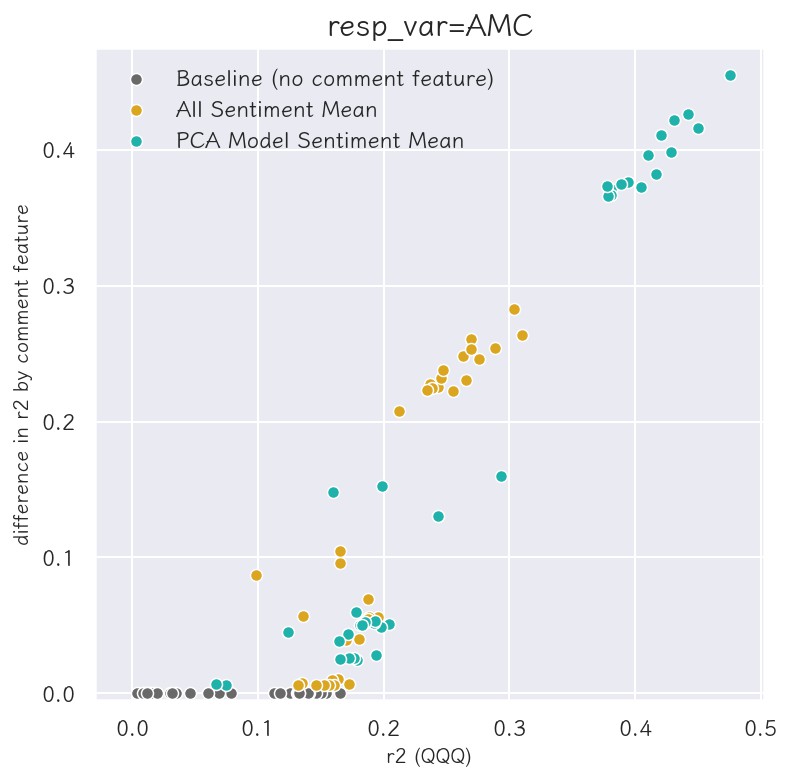 resp_var=AMC
Baseline (no comment feature)
All Sentiment Mean
PCA Model Sentiment Mean
difference in r2 by comment feature
0.4
0.3
0.2
0.1
0.0
0.0 0.1 0.2 0.3 0.4 0.5
r2 (QQQ)